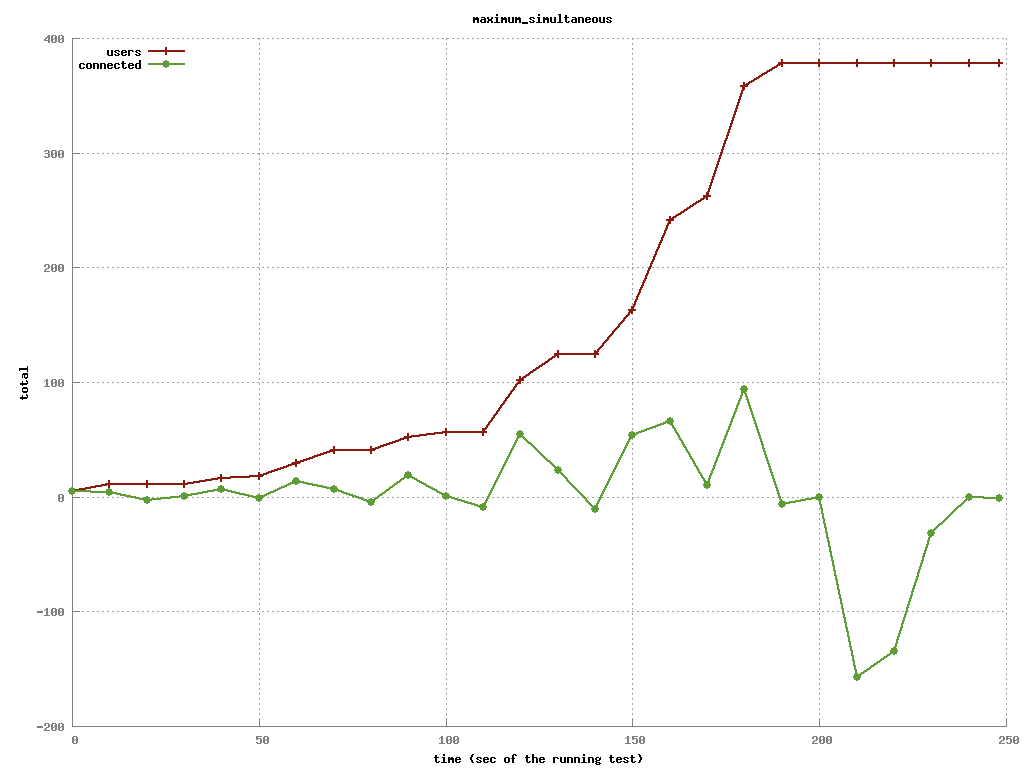 maximum_simultaneous
400
users
connected
300
200
100
total
0
-100
-200
0 50 100 150 200 250
time (sec of the running test)